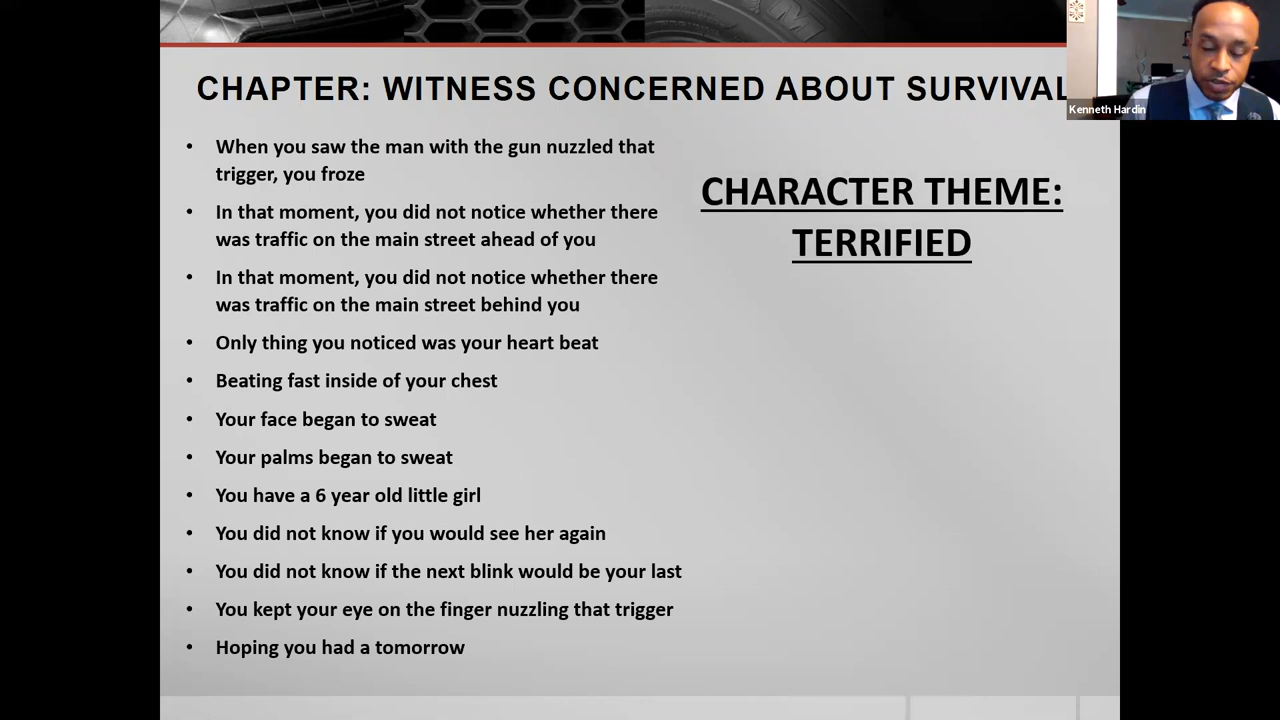 CHAPTER: WITNESS CONCERNED ABOUT SURVIVAL
Kenneth Hardin
• When you saw the man with the gun nuzzled that
trigger, you froze
• In that moment, you did not notice whether there
was traffic on the main street ahead of you
• In that moment, you did not notice whether there
was traffic on the main street behind you
• Only thing you noticed was your heart beat
• Beating fast inside of your chest
• Your face began to sweat
• Your palms began to sweat
• You have a 6 year old little girl
• You did not know if you would see her again
• You did not know if the next blink would be your last
• You kept your eye on the finger nuzzling that trigger
• Hoping you had a tomorrow
CHARACTER THEME:
TERRIFIED